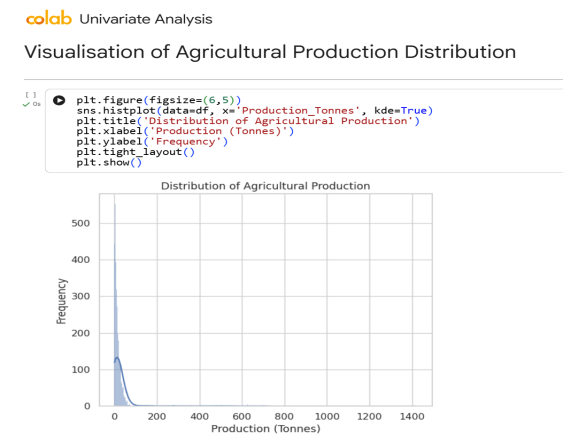 colab Univariate Analysis
Visualisation of Agricultural Production Distribution
[ ]
✓ 0s
plt.figure(figsize=(6,5))
sns.histplot(data=df, x='Production_Tonnes', kde=True)
plt.title('Distribution of Agricultural Production')
plt.xlabel('Production (Tonnes)')
plt.ylabel('Frequency')
plt.tight_layout()
plt.show()
Distribution of Agricultural Production
Frequency
500
400
300
200
100
0
0 200 400 600 800 1000 1200 1400
Production (Tonnes)